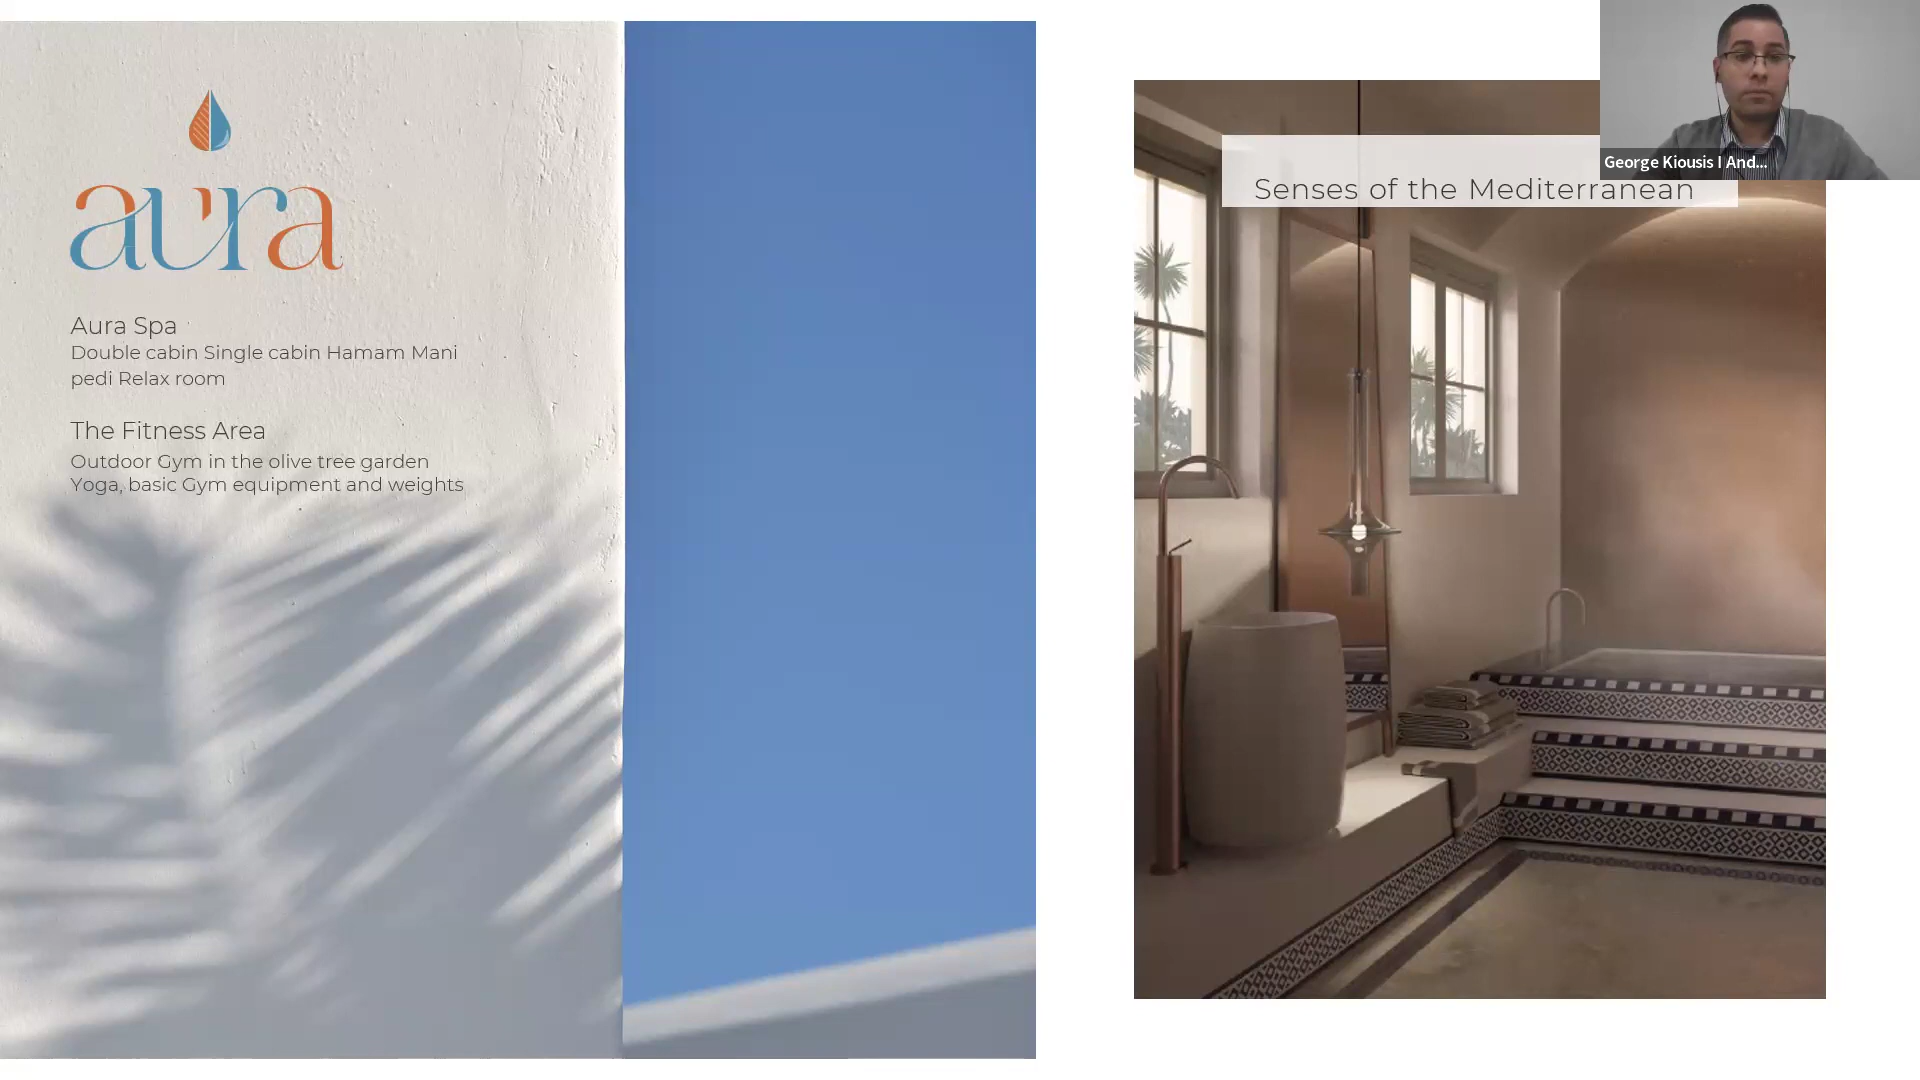 aura
Aura Spa
Double cabin Single cabin Hamam Mani
pedi Relax room
The Fitness Area
Outdoor Gym in the olive tree garden
Yoga, basic Gym equipment and weights
Senses of the Mediterranean
George Kiousis I And...